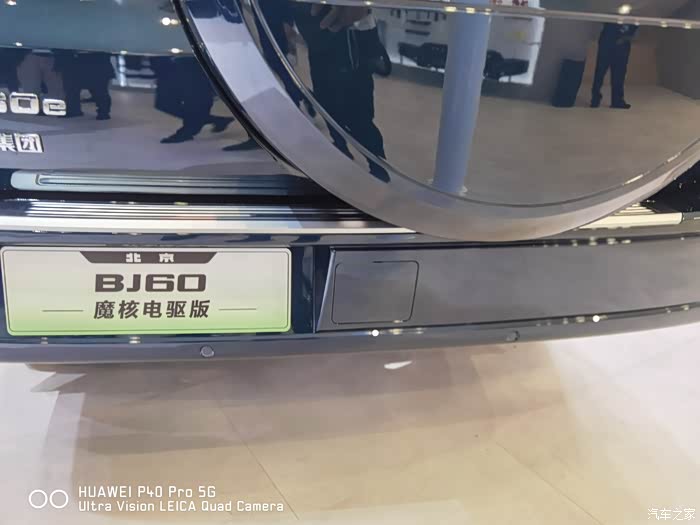 60e
集团
北京
BJ60
魔核电驱版
HUAWEI P40 Pro 5G
Ultra Vision LEICA Quad Camera
汽车之家